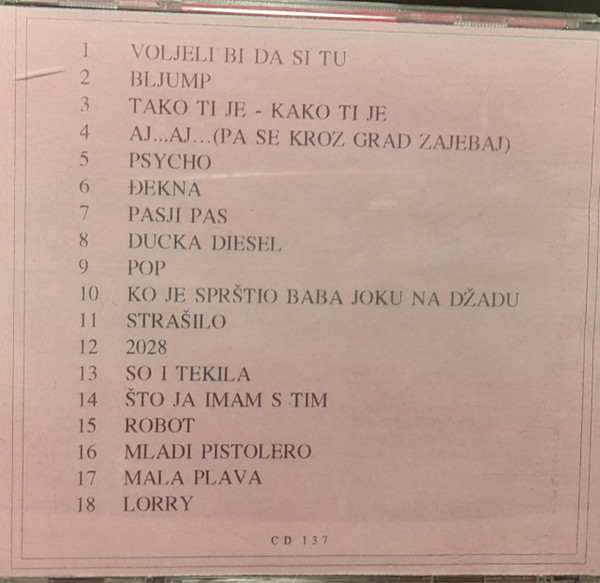 1 VOLJELI BI DA SI TU
2 BLJUMP
3 TAKO TI JE - KAKO TI JE
4 AJ...AJ...(PA SE KROZ GRAD ZAJEBAJ)
5 PSYCHO
6 ĐEKNA
7 PASJI PAS
8 DUCKA DIESEL
9 POP
10 KO JE SPRŠTIO BABA JOKU NA DŽADU
11 STRAŠILO
12 2028
13 SO I TEKILA
14 ŠTO JA IMAM S TIM
15 ROBOT
16 MLADI PISTOLERO
17 MALA PLAVA
18 LORRY
CD 137